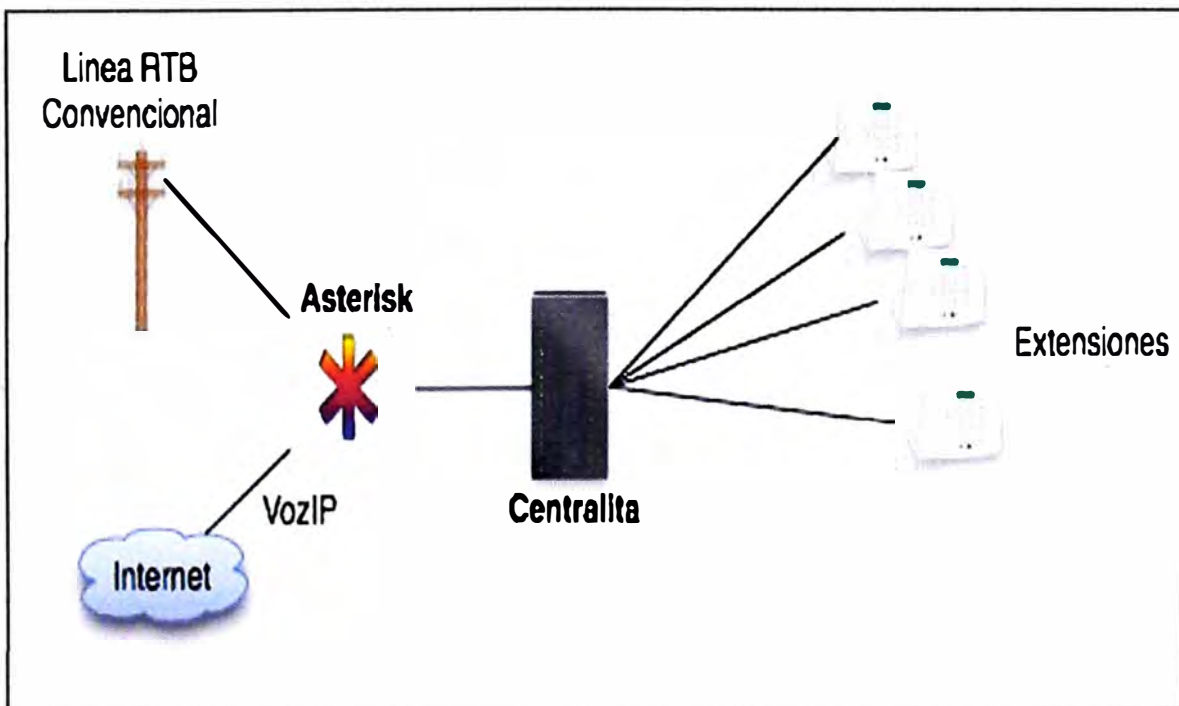 Linea RTB
Convencional
Asterisk
Extensiones
VozIP
Centralita
Internet